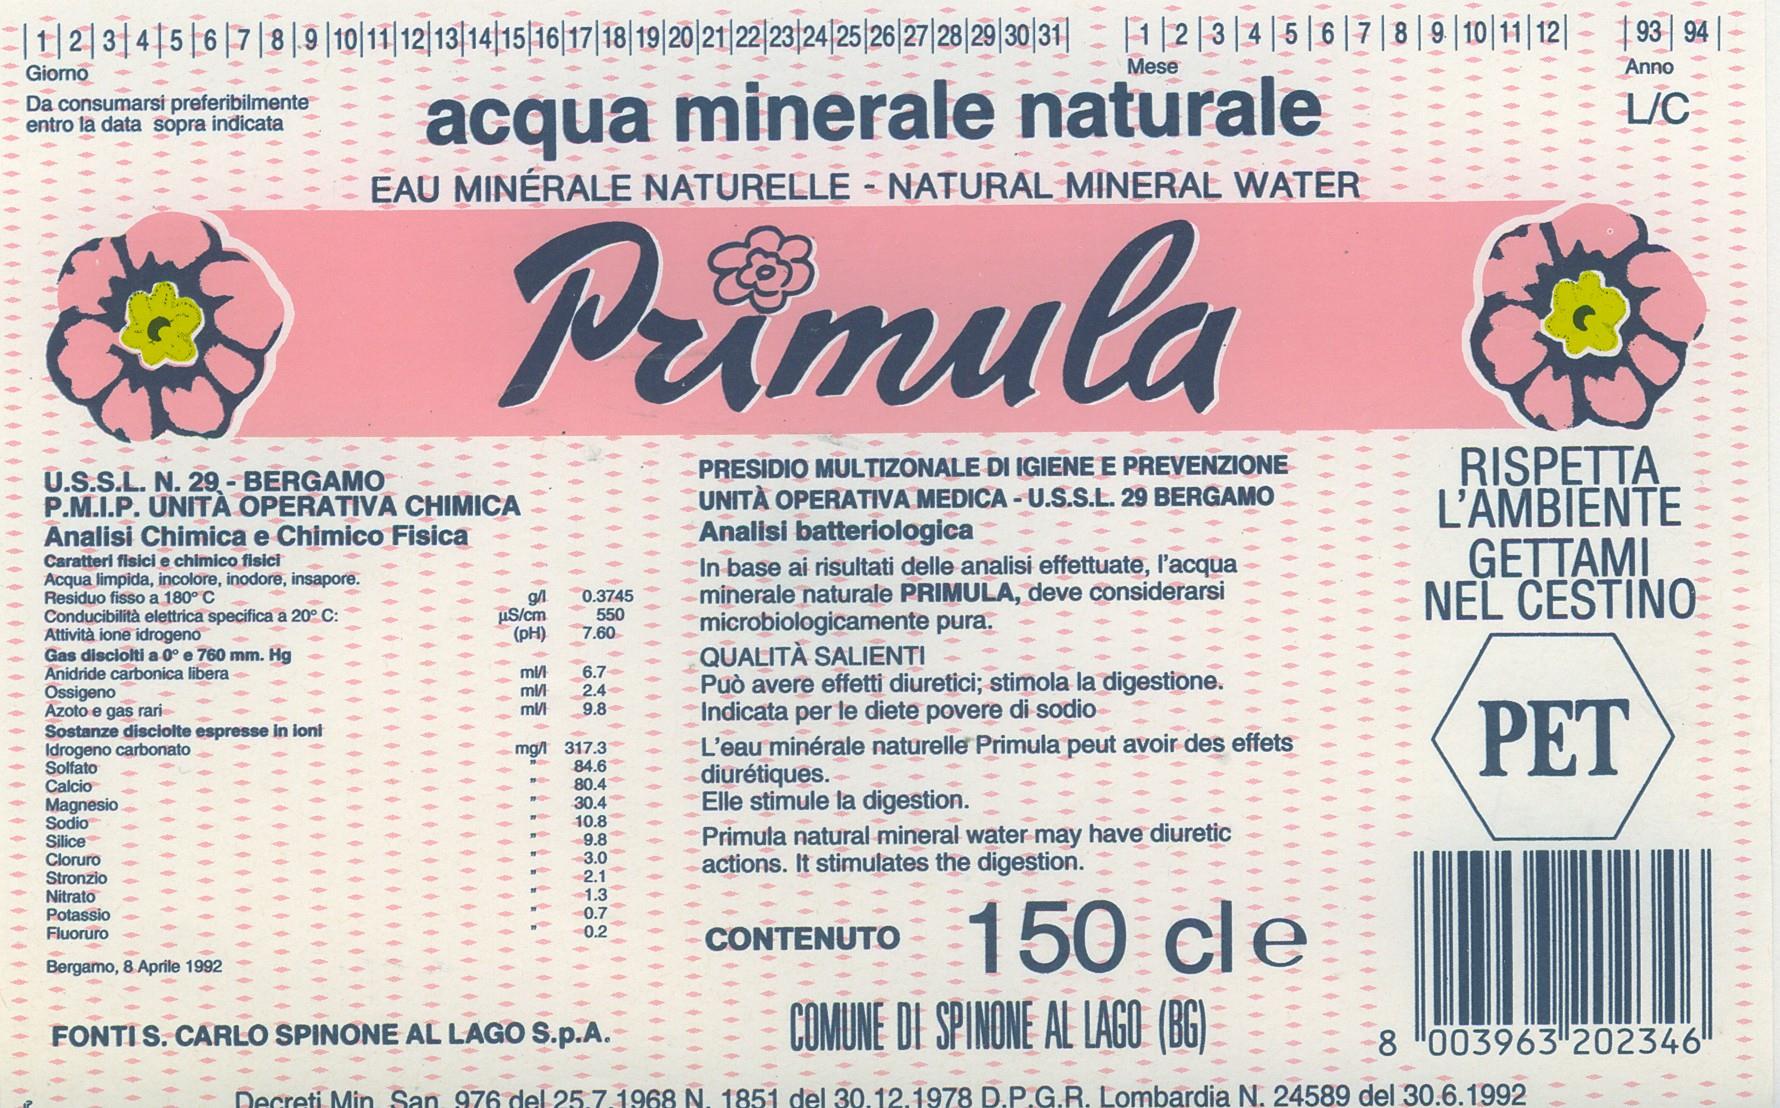 1 2 3 4 5 6 7 8 9 10 11 12 13 14 15 16 17 18 19 20 21 22 23 24 25 26 27 28 29 30 31
1 2 3 4 5 6 7 8 9 10 11 12
93 94
Giorno
Mese
Anno
Da consumarsi preferibilmente
entro la data sopra indicata
L/C
acqua minerale naturale
EAU MINÉRALE NATURELLE - NATURAL MINERAL WATER
Primula
U.S.S.L. N. 29 - BERGAMO
P.M.I.P. UNITÀ OPERATIVA CHIMICA
Analisi Chimica e Chimico Fisica
Caratteri fisici e chimico fisici
Acqua limpida, incolore, inodore, insapore.
Residuo fisso a 180° C g/l 0.3745
Conducibilità elettrica specifica a 20° C: µS/cm 550
Attività ione idrogeno (pH) 7.60
Gas disciolti a 0° e 760 mm. Hg
Anidride carbonica libera ml/l 6.7
Ossigeno ml/l 2.4
Azoto e gas rari ml/l 9.8
Sostanze disciolte espresse in ioni
Idrogeno carbonato mg/l 317.3
Solfato " 84.6
Calcio " 80.4
Magnesio " 30.4
Sodio " 10.8
Silice " 9.8
Cloruro " 3.0
Stronzio " 2.1
Nitrato " 1.3
Potassio " 0.7
Fluoruro " 0.2
Bergamo, 8 Aprile 1992
FONTI S. CARLO SPINONE AL LAGO S.p.A.
PRESIDIO MULTIZONALE DI IGIENE E PREVENZIONE
UNITÀ OPERATIVA MEDICA - U.S.S.L. 29 BERGAMO
Analisi batteriologica
In base ai risultati delle analisi effettuate, l'acqua
minerale naturale PRIMULA, deve considerarsi
microbiologicamente pura.
QUALITÀ SALIENTI
Può avere effetti diuretici; stimola la digestione.
Indicata per le diete povere di sodio
L'eau minérale naturelle Primula peut avoir des effets
diurétiques.
Elle stimule la digestion.
Primula natural mineral water may have diuretic
actions. It stimulates the digestion.
CONTENUTO 150 cl e
COMUNE DI SPINONE AL LAGO (BG)
RISPETTA
L'AMBIENTE
GETTAMI
NEL CESTINO
PET
8 003963 202346
Decreti Min. San. 976 del 25.7.1968 N. 1851 del 30.12.1978 D.P.G.R. Lombardia N. 24589 del 30.6.1992